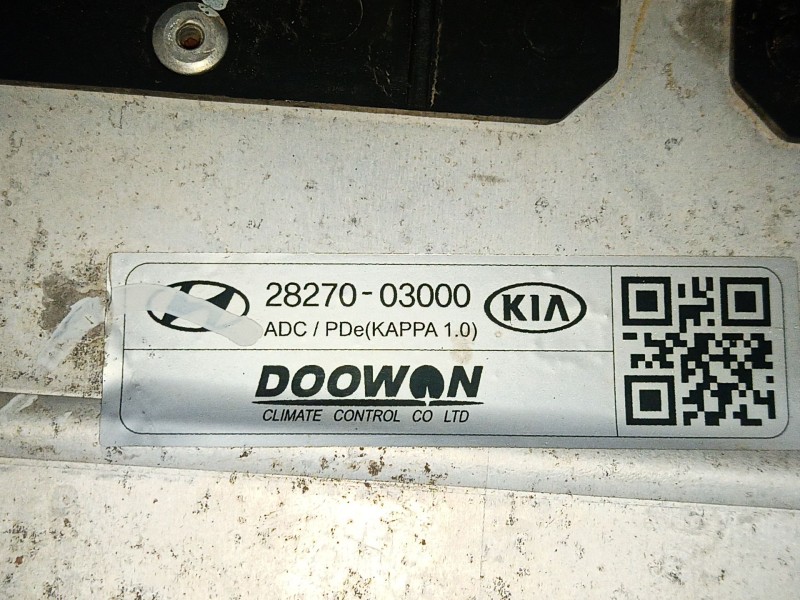 28270-03000 KIA
ADC / PDe(KAPPA 1.0)
DOOWON
CLIMATE CONTROL CO LTD